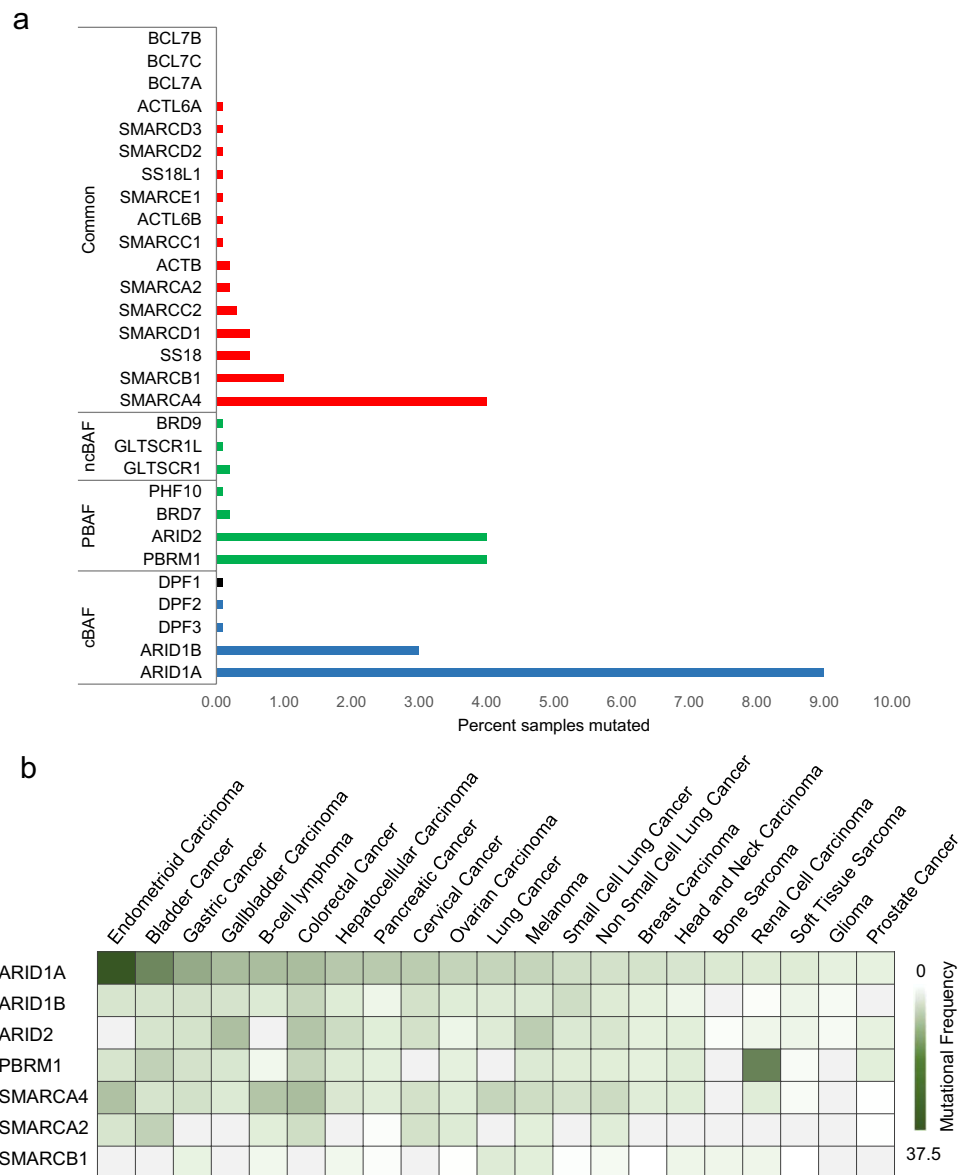 a
Common
BCL7B
BCL7C
BCL7A
ACTL6A
SMARCD3
SMARCD2
SS18L1
SMARCE1
ACTL6B
SMARCC1
ACTB
SMARCA2
SMARCC2
SMARCD1
SS18
SMARCB1
SMARCA4
ncBAF
BRD9
GLTSCR1L
GLTSCR1
PBAF
PHF10
BRD7
ARID2
PBRM1
cBAF
DPF1
DPF2
DPF3
ARID1B
ARID1A
0.00 1.00 2.00 3.00 4.00 5.00 6.00 7.00 8.00 9.00 10.00
Percent samples mutated
b
Endometrioid Carcinoma
Bladder Cancer
Gastric Cancer
Gallbladder Carcinoma
B-cell lymphoma
Colorectal Cancer
Hepatocellular Carcinoma
Pancreatic Cancer
Cervical Cancer
Ovarian Carcinoma
Lung Cancer
Melanoma
Small Cell Lung Cancer
Non Small Cell Lung Cancer
Breast Carcinoma
Head and Neck Carcinoma
Bone Sarcoma
Renal Cell Carcinoma
Soft Tissue Sarcoma
Glioma
Prostate Cancer
ARID1A
ARID1B
ARID2
PBRM1
SMARCA4
SMARCA2
SMARCB1
0
Mutational Frequency
37.5